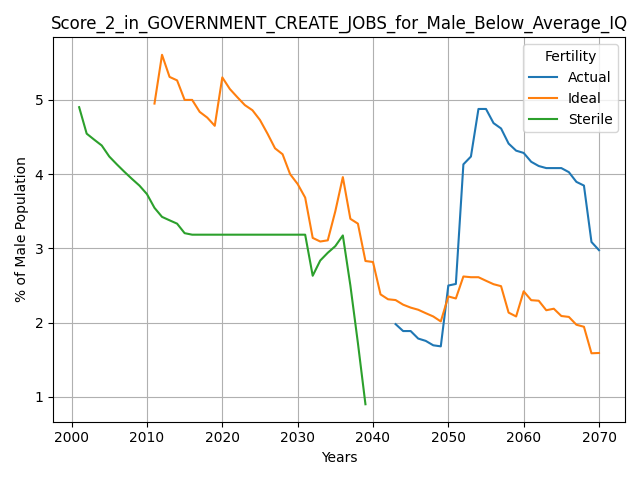 Score_2_in_GOVERNMENT_CREATE_JOBS_for_Male_Below_Average_IQ
Fertility
Actual
Ideal
Sterile
% of Male Population
5
4
3
2
1
2000 2010 2020 2030 2040 2050 2060 2070
Years